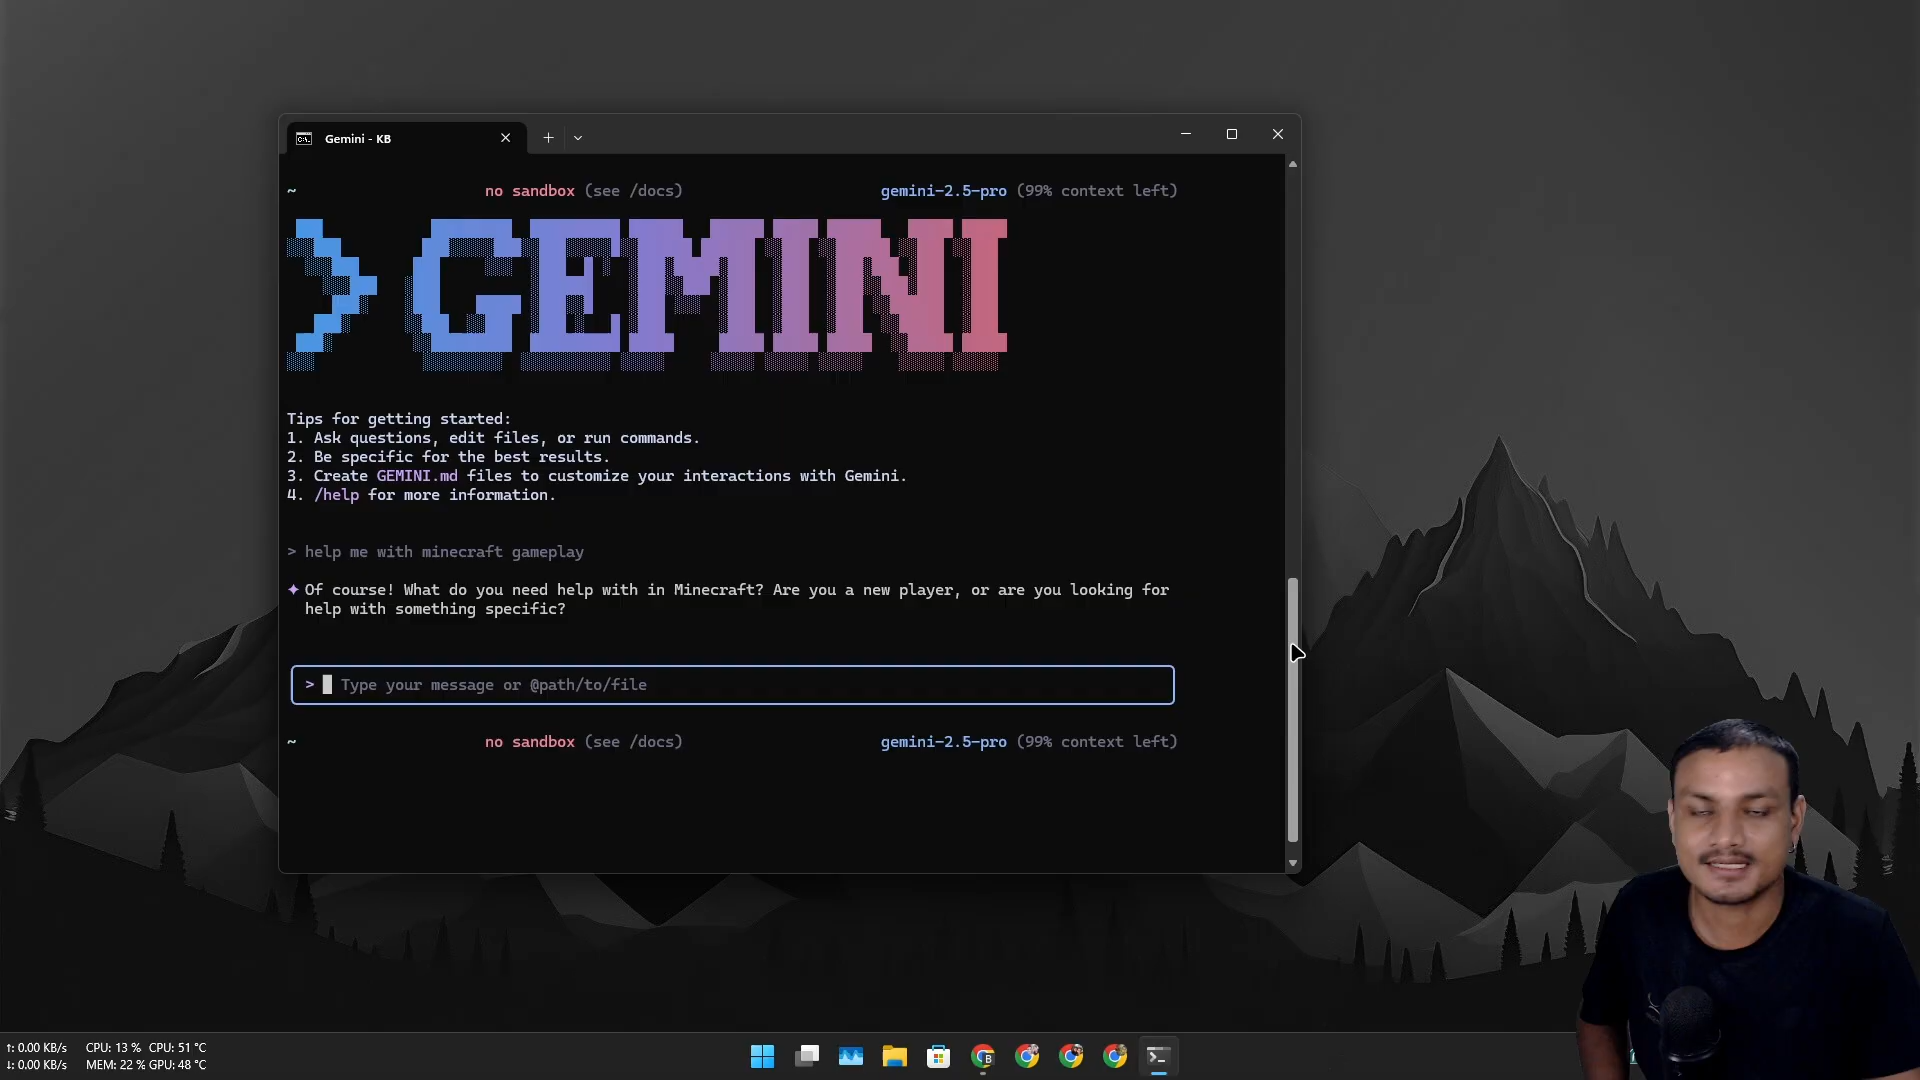 Gemini - KB
~ no sandbox (see /docs) gemini-2.5-pro (99% context left)
> GEMINI
Tips for getting started:
1. Ask questions, edit files, or run commands.
2. Be specific for the best results.
3. Create GEMINI.md files to customize your interactions with Gemini.
4. /help for more information.
> help me with minecraft gameplay
✦ Of course! What do you need help with in Minecraft? Are you a new player, or are you looking for
help with something specific?
> Type your message or @path/to/file
~ no sandbox (see /docs) gemini-2.5-pro (99% context left)
↑: 0.00 KB/s CPU: 13 % CPU: 51 °C
↓: 0.00 KB/s MEM: 22 % GPU: 48 °C